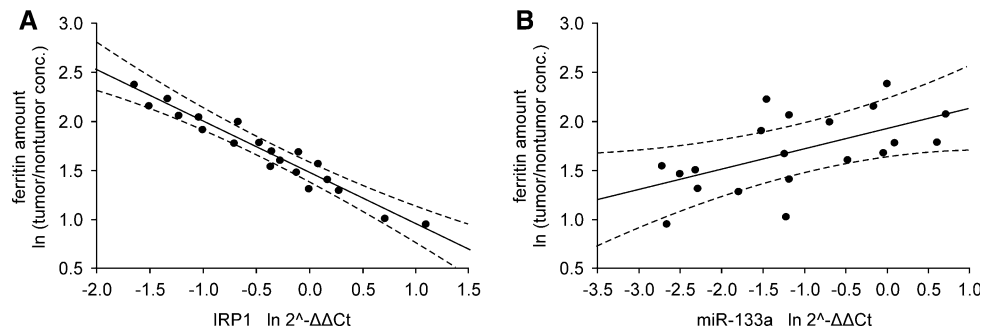 A
B
ferritin amount
ln (tumor/nontumor conc.)
3.0
2.5
2.0
1.5
1.0
0.5
-2.0 -1.5 -1.0 -0.5 0.0 0.5 1.0 1.5
IRP1 ln 2^-ΔΔCt
ferritin amount
ln (tumor/nontumor conc.)
3.0
2.5
2.0
1.5
1.0
0.5
-3.5 -3.0 -2.5 -2.0 -1.5 -1.0 -0.5 0.0 0.5 1.0
miR-133a ln 2^-ΔΔCt